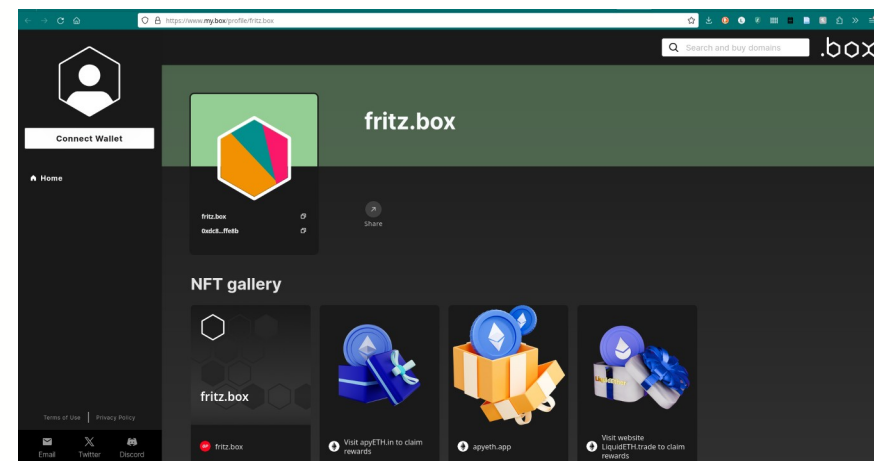 https://www.my.box/profile/fritz.box
Search and buy domains
.box
Connect Wallet
Home
fritz.box
fritz.box
0xdc8...ffe8b
Share
NFT gallery
fritz.box
fritz.box
Visit apyETH.in to claim
rewards
apyeth.app
Visit website
LiquidETH.trade to claim
rewards
Terms of Use | Privacy Policy
Email
Twitter
Discord